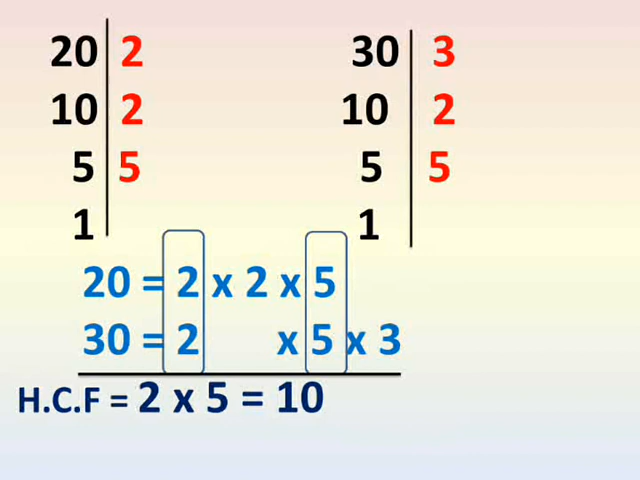 20 2 30 3
10 2 10 2
5 5 5 5
1 1
20 = 2 x 2 x 5
30 = 2 x 5 x 3
H.C.F = 2 x 5 = 10